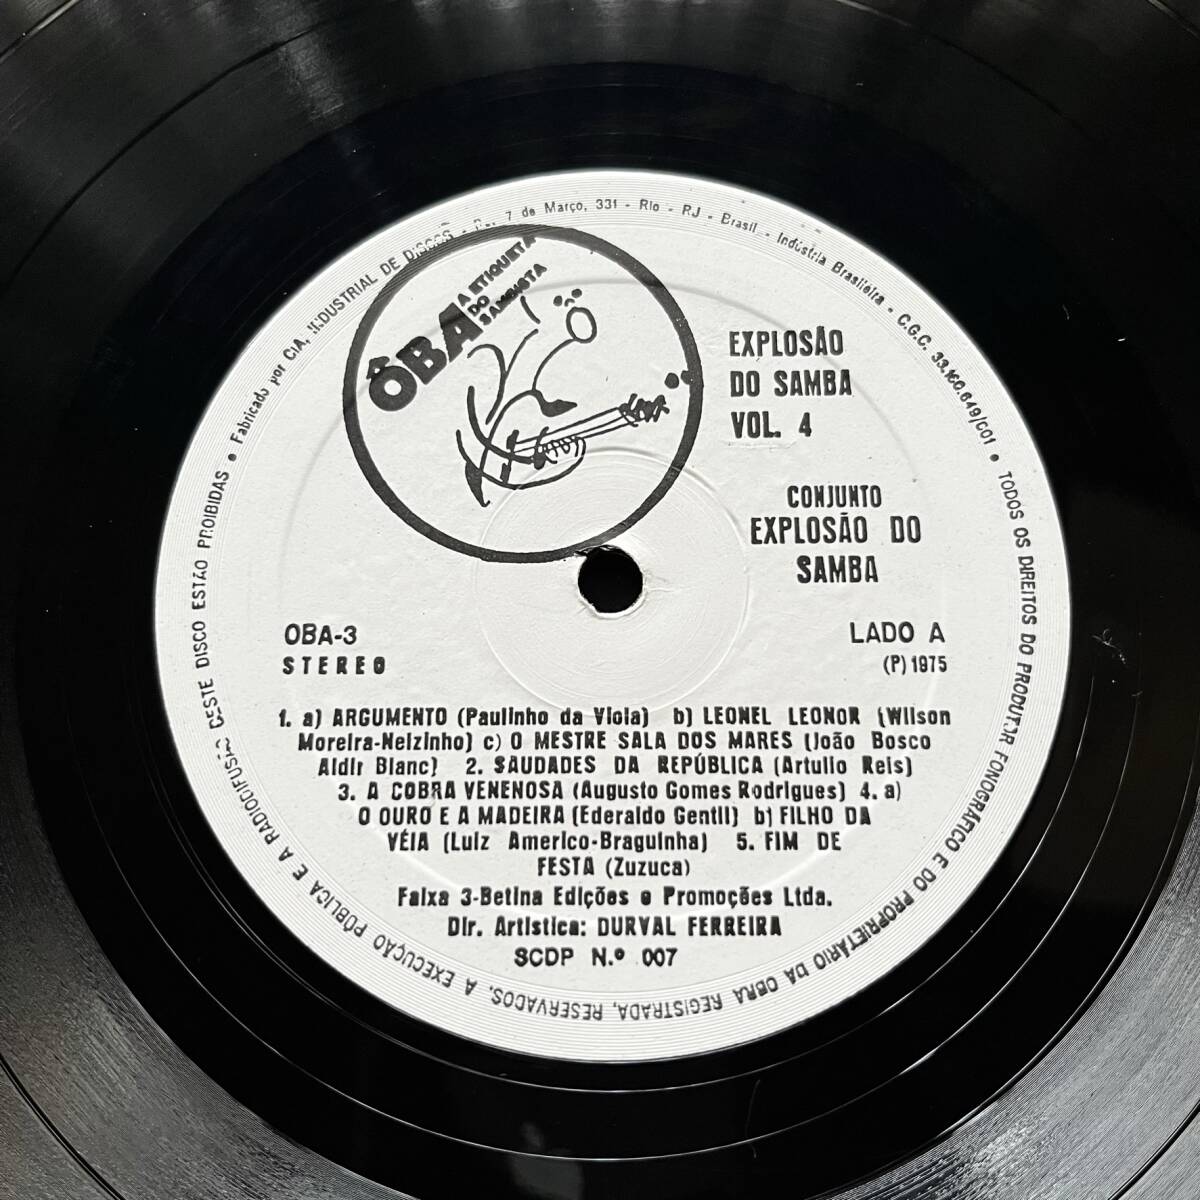 • Fabricado por CIA. INDUSTRIAL DE DISCOS - R. 7 de Março, 331 - Rio - RJ - Brasil - Indústria Brasileira - C.G.C. 33.160.649/C01 • TODOS OS DIREITOS DO PRODUTOR FONOGRÁFICO E DO PROPRIETÁRIO DA OBRA REGISTRADA, RESERVADOS. A EXECUÇÃO PÚBLICA E A RADIODIFUSÃO DESTE DISCO ESTÃO PROIBIDAS
ÔBA A ETIQUETA
DO
SAMBISTA
EXPLOSÃO
DO SAMBA
VOL. 4
CONJUNTO
EXPLOSÃO DO
SAMBA
OBA-3
STEREO
LADO A
(P) 1975
1. a) ARGUMENTO (Paulinho da Viola) b) LEONEL LEONOR (Wilson
Moreira-Nelzinho) c) O MESTRE SALA DOS MARES (João Bosco
Aldir Blanc) 2. SAUDADES DA REPÚBLICA (Artulio Reis)
3. A COBRA VENENOSA (Augusto Gomes Rodrigues) 4. a)
O OURO E A MADEIRA (Ederaldo Gentil) b) FILHO DA
VÉIA (Luiz Americo-Braguinha) 5. FIM DE
FESTA (Zuzuca)
Faixa 3-Betina Edições e Promoções Ltda.
Dir. Artistica: DURVAL FERREIRA
SCDP N.º 007